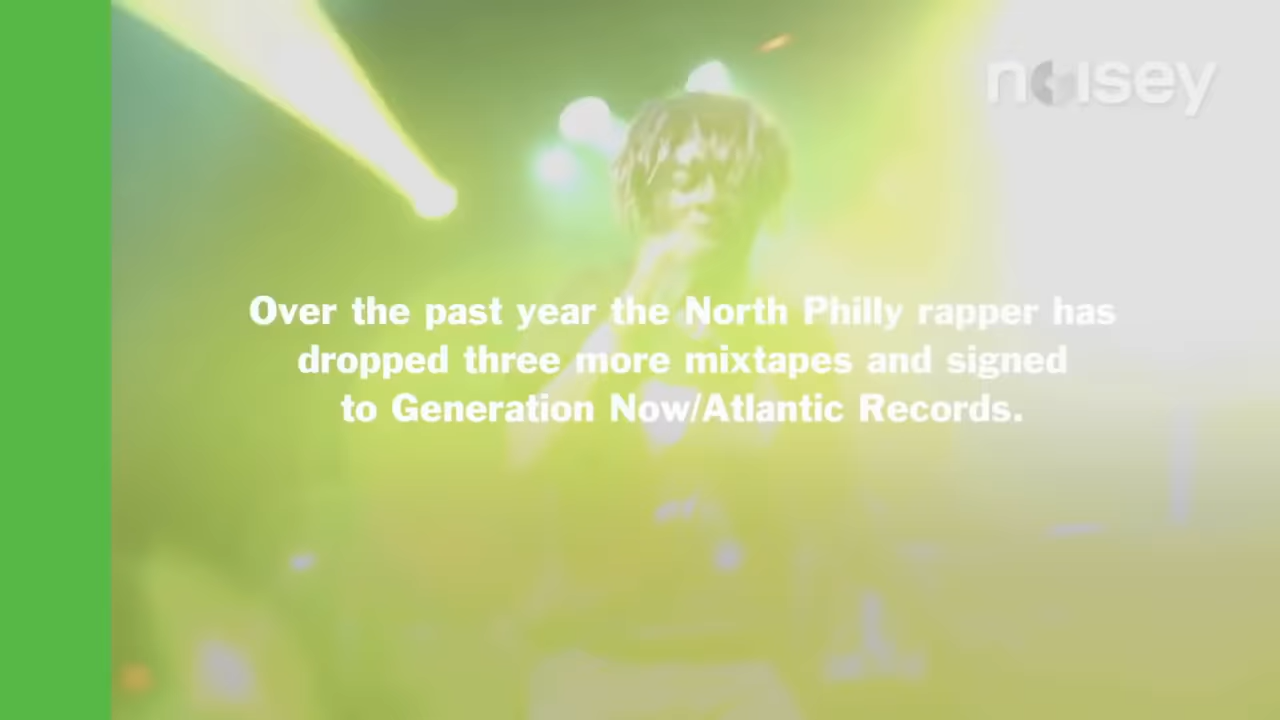 noisey
Over the past year the North Philly rapper has
dropped three more mixtapes and signed
to Generation Now/Atlantic Records.